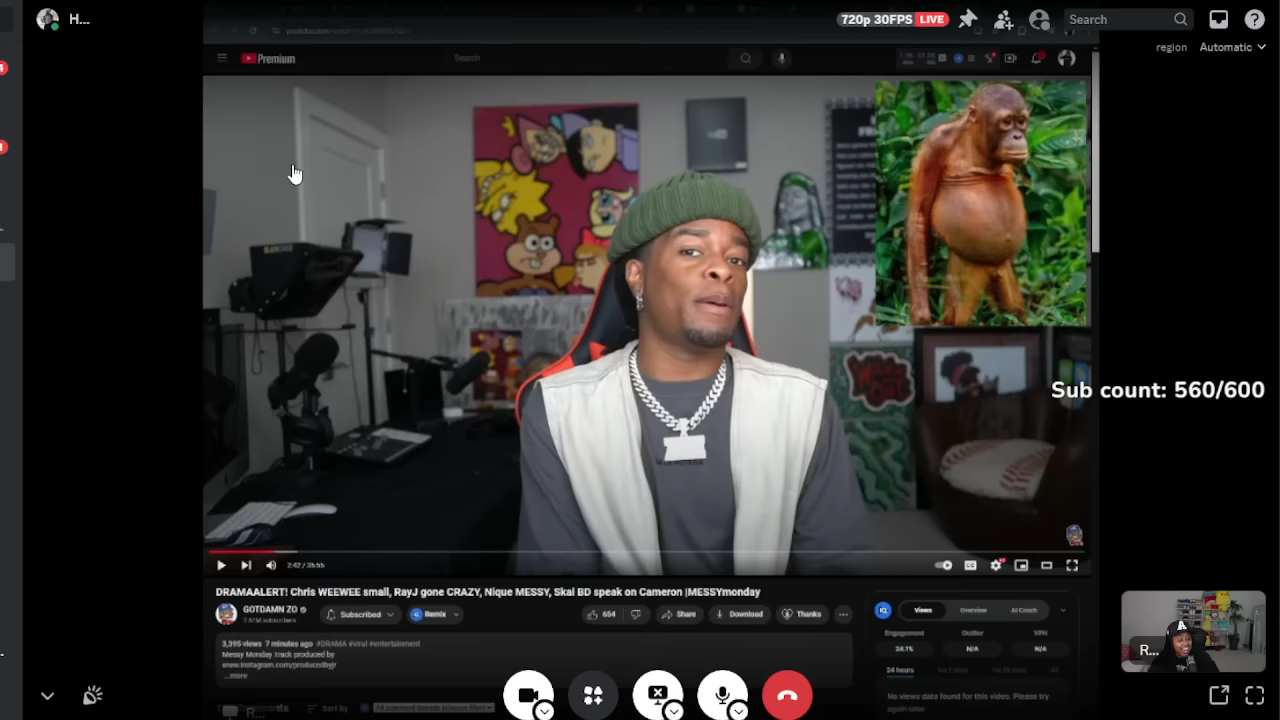 H...
720p 30FPS LIVE
Search
region Automatic
Premium
Search
Sub count: 560/600
2:42 / 35:55
DRAMAALERT! Chris WEEWEE small, RayJ gone CRAZY, Nique MESSY, Skai BD speak on Cameron |MESSYmonday
GOTDAMN ZO
Subscribed
Remix
654
Share
Download
Thanks
3,395 views 7 minutes ago #DRAMA #viral #entertainment
Messy Monday Track produced by
www.instagram.com/producedbyjr
...more
Views Overview AI Coach
Engagement Outlier VPH
24.1% N/A N/A
24 hours
No views data found for this video. Please try
again later.
Sort by
R...
R...